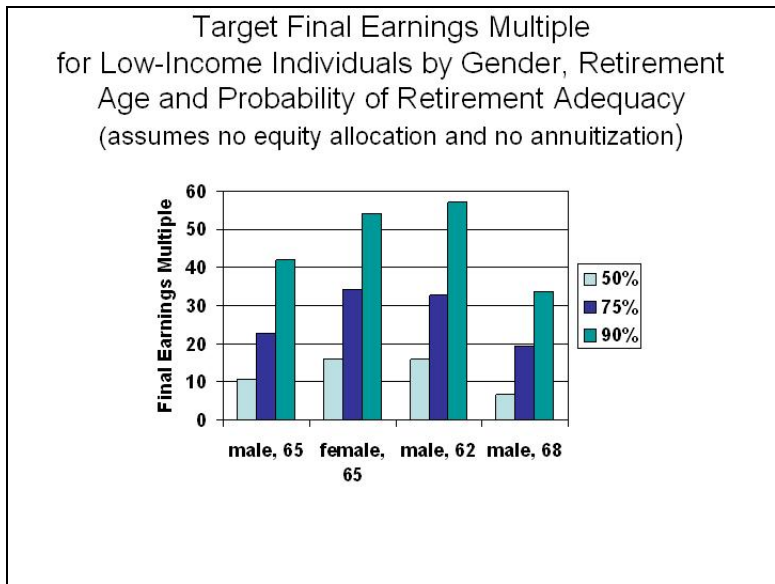 Target Final Earnings Multiple
for Low-Income Individuals by Gender, Retirement
Age and Probability of Retirement Adequacy
(assumes no equity allocation and no annuitization)
Final Earnings Multiple
60
50
40
30
20
10
0
male, 65
female, 65
male, 62
male, 68
50%
75%
90%